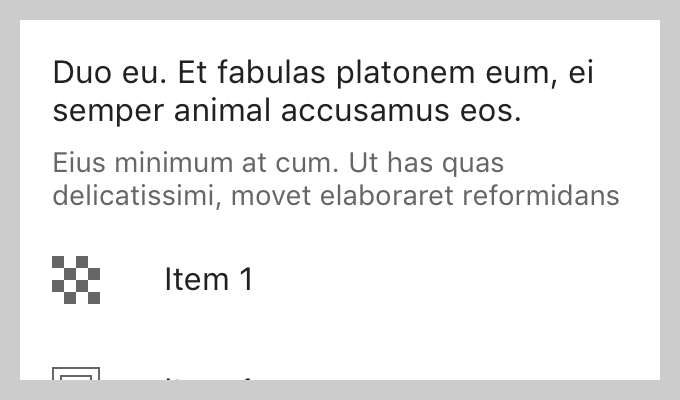 Duo eu. Et fabulas platonem eum, ei
semper animal accusamus eos.
Eius minimum at cum. Ut has quas
delicatissimi, movet elaboraret reformidans
Item 1